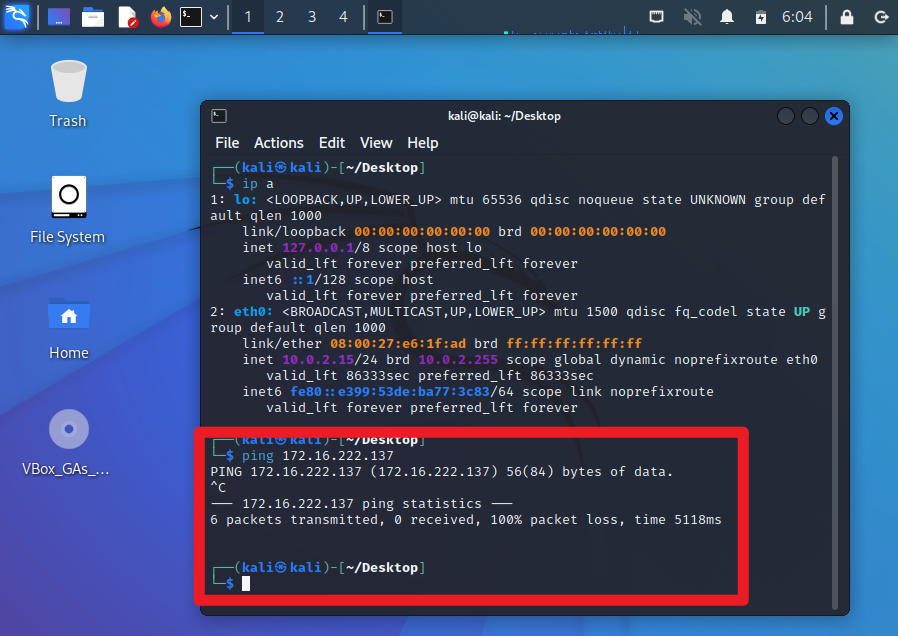 1 2 3 4 6:04
Trash
File System
Home
VBox_GAs_...
kali@kali: ~/Desktop
File Actions Edit View Help
┌──(kali㉿kali)-[~/Desktop]
└─$ ip a
1: lo: <LOOPBACK,UP,LOWER_UP> mtu 65536 qdisc noqueue state UNKNOWN group def
ault qlen 1000
link/loopback 00:00:00:00:00:00 brd 00:00:00:00:00:00
inet 127.0.0.1/8 scope host lo
valid_lft forever preferred_lft forever
inet6 ::1/128 scope host
valid_lft forever preferred_lft forever
2: eth0: <BROADCAST,MULTICAST,UP,LOWER_UP> mtu 1500 qdisc fq_codel state UP g
roup default qlen 1000
link/ether 08:00:27:e6:1f:ad brd ff:ff:ff:ff:ff:ff
inet 10.0.2.15/24 brd 10.0.2.255 scope global dynamic noprefixroute eth0
valid_lft 86333sec preferred_lft 86333sec
inet6 fe80::e399:53de:ba77:3c83/64 scope link noprefixroute
valid_lft forever preferred_lft forever
┌──(kali㉿kali)-[~/Desktop]
└─$ ping 172.16.222.137
PING 172.16.222.137 (172.16.222.137) 56(84) bytes of data.
^C
--- 172.16.222.137 ping statistics ---
6 packets transmitted, 0 received, 100% packet loss, time 5118ms
┌──(kali㉿kali)-[~/Desktop]
└─$